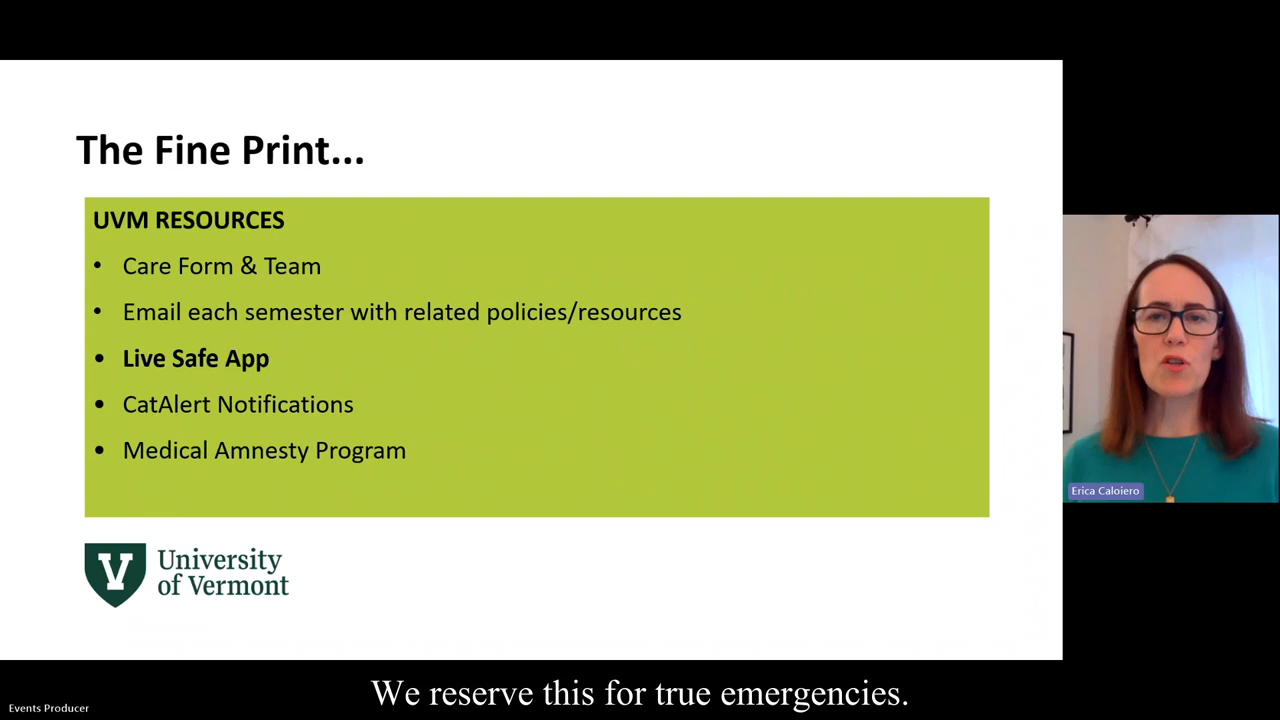 The Fine Print...
UVM RESOURCES
• Care Form & Team
• Email each semester with related policies/resources
• Live Safe App
• CatAlert Notifications
• Medical Amnesty Program
V
University
of Vermont
Erica Caloiero
We reserve this for true emergencies.
Events Producer